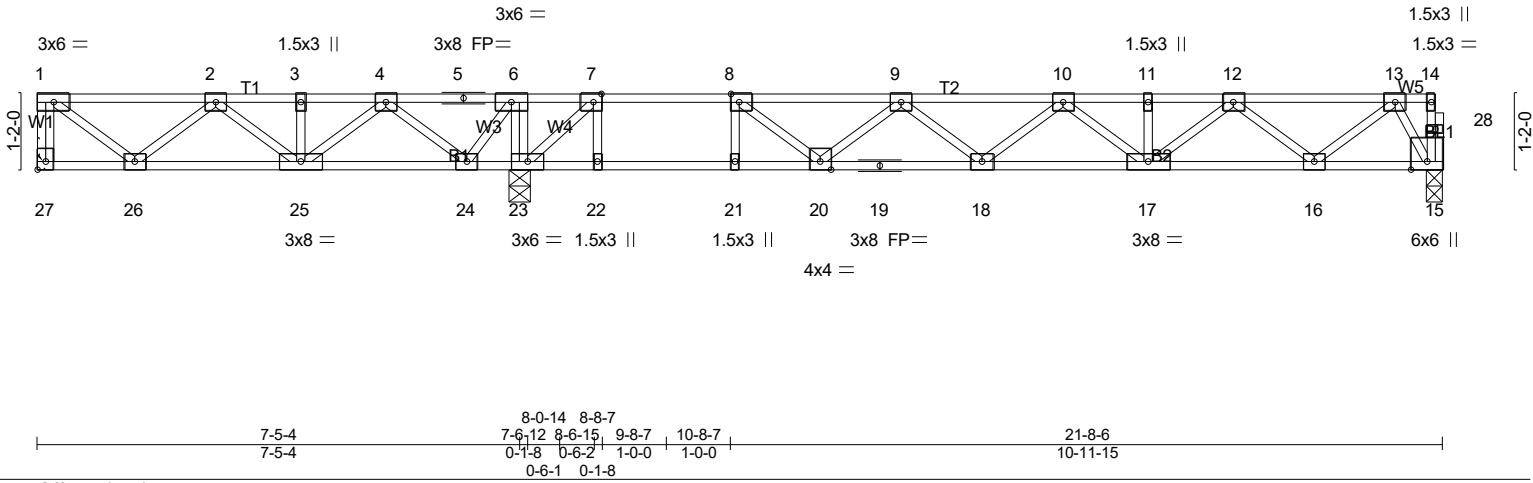 3x6 = 1.5x3 ||
3x6 = 1.5x3 || 3x8 FP= 1.5x3 || 1.5x3 =
1 2 3 4 5 6 7 8 9 10 11 12 13 14
T1 T2 W5
1-2-0 W1 W3 W4 28 1-2-0
B1 B2
27 26 25 24 23 22 21 20 19 18 17 16 15
3x8 = 3x6 = 1.5x3 || 1.5x3 || 3x8 FP= 3x8 = 6x6 ||
4x4 =
8-0-14 8-8-7
7-5-4 7-6-12 8-6-15 9-8-7 10-8-7 21-8-6
7-5-4 0-1-8 0-6-2 1-0-0 1-0-0 10-11-15
0-6-1 0-1-8